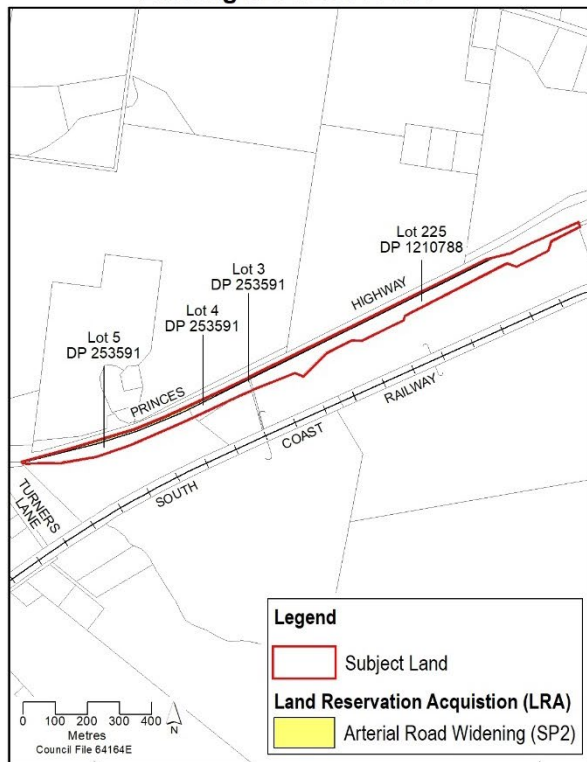 Lot 225
DP 1210788
Lot 3
DP 253591
HIGHWAY
Lot 4
DP 253591
Lot 5
DP 253591
PRINCES
RAILWAY
COAST
SOUTH
TURNERS
LANE
Legend
Subject Land
Land Reservation Acquistion (LRA)
Arterial Road Widening (SP2)
0 100 200 300 400
Metres
Council File 64164E
N